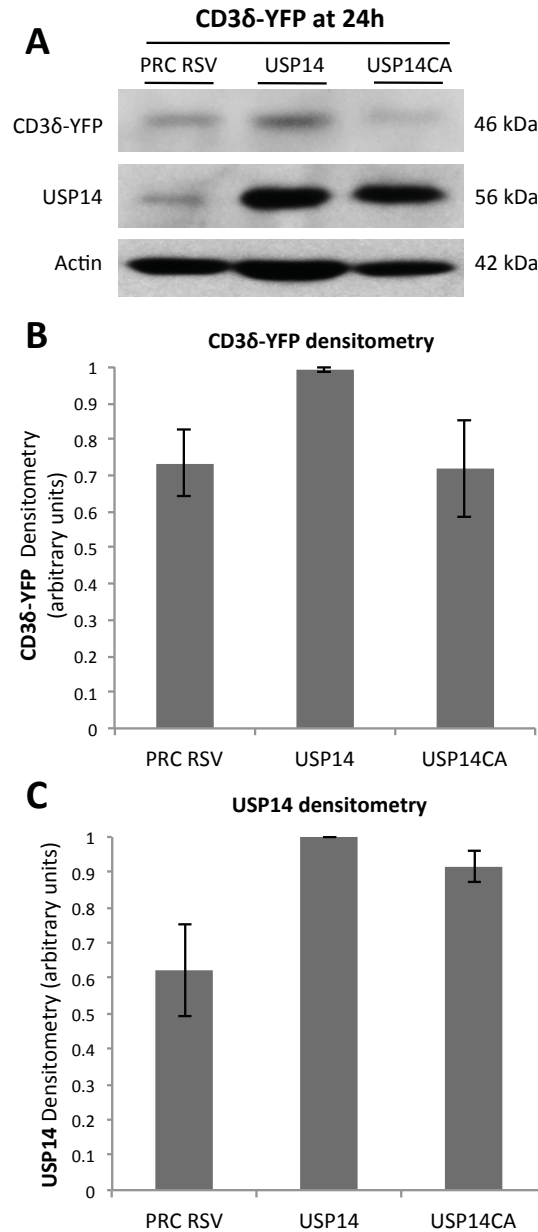 A
CD3δ-YFP at 24h
PRC RSV USP14 USP14CA
CD3δ-YFP 46 kDa
USP14 56 kDa
Actin 42 kDa
B
CD3δ-YFP densitometry
CD3δ-YFP Densitometry
(arbitrary units)
1
0.9
0.8
0.7
0.6
0.5
0.4
0.3
0.2
0.1
0
PRC RSV USP14 USP14CA
C
USP14 densitometry
USP14 Densitometry (arbitrary units)
1
0.9
0.8
0.7
0.6
0.5
0.4
0.3
0.2
0.1
0
PRC RSV USP14 USP14CA